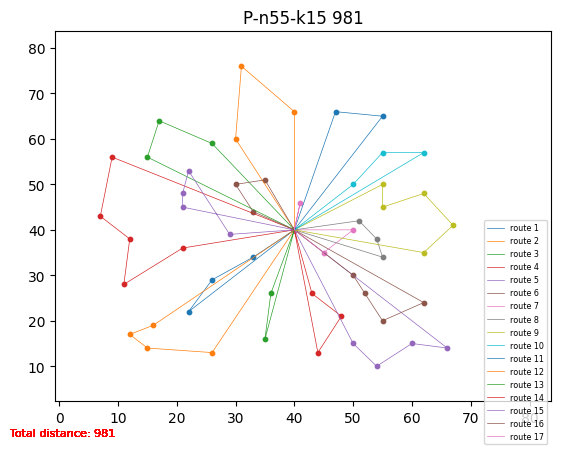 P-n55-k15 981
80
70
60
50
40
30
20
10
0 10 20 30 40 50 60 70 80
route 1
route 2
route 3
route 4
route 5
route 6
route 7
route 8
route 9
route 10
route 11
route 12
route 13
route 14
route 15
route 16
route 17
Total distance: 981